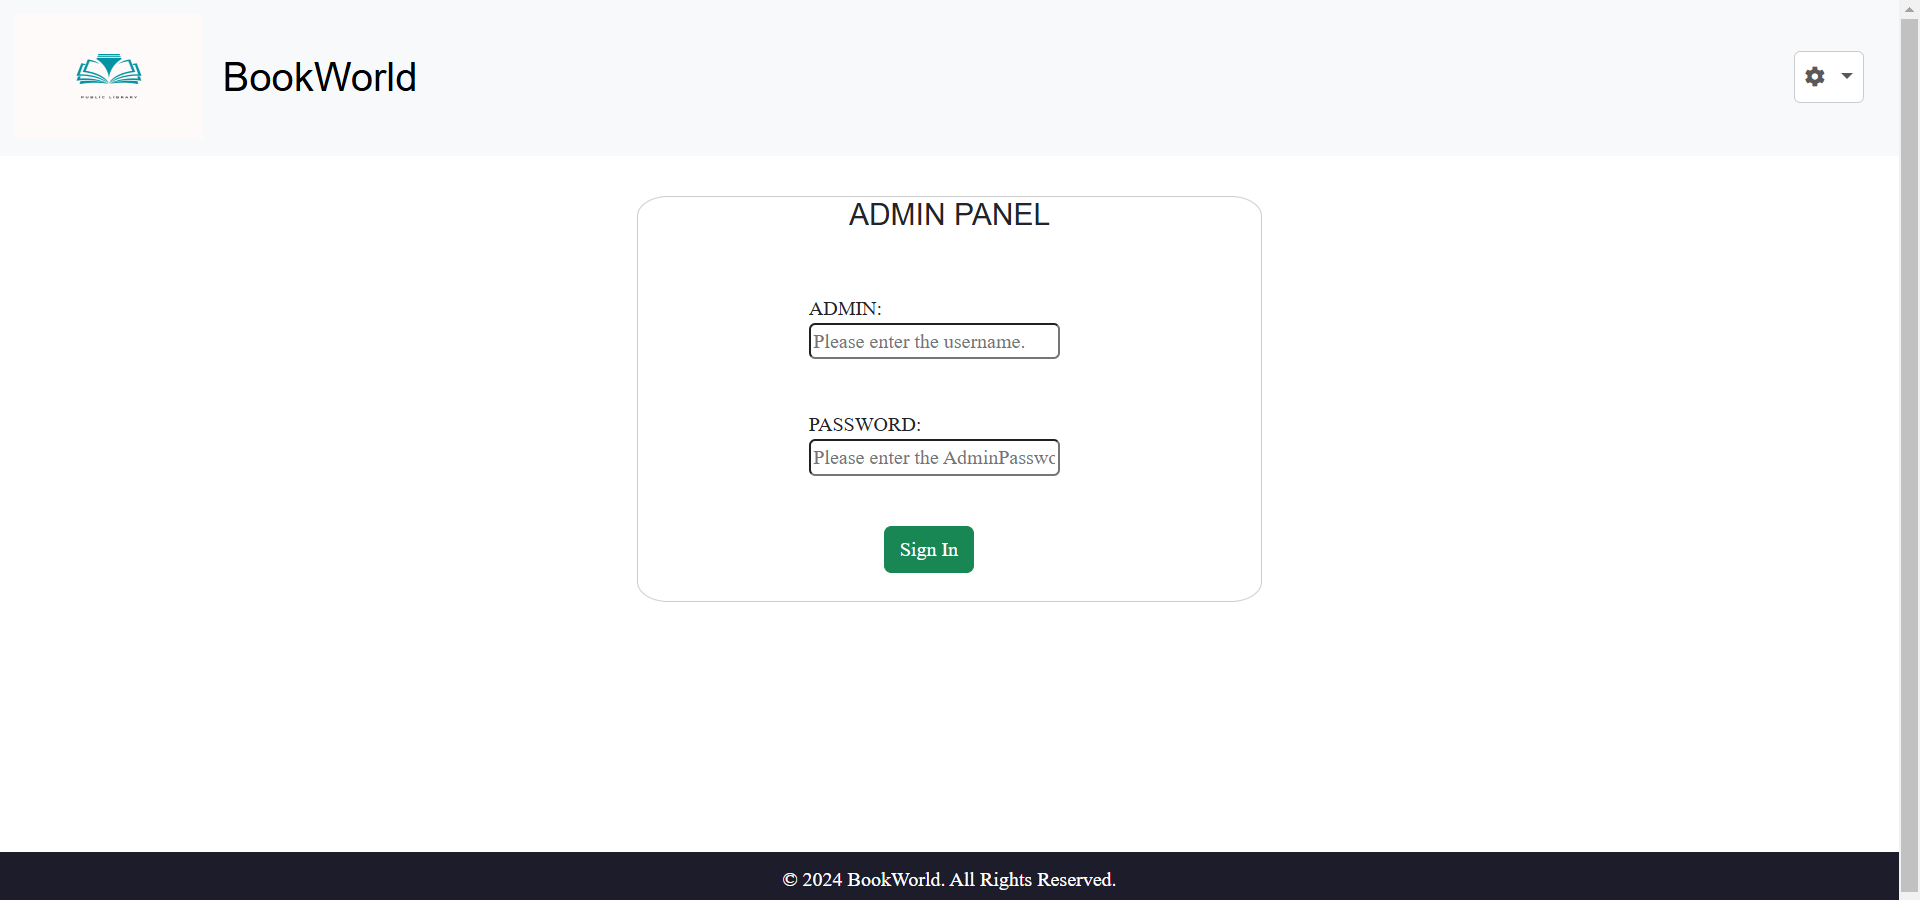 PUBLIC LIBRARY
BookWorld
ADMIN PANEL
ADMIN:
Please enter the username.
PASSWORD:
Please enter the AdminPasswo
Sign In
© 2024 BookWorld. All Rights Reserved.